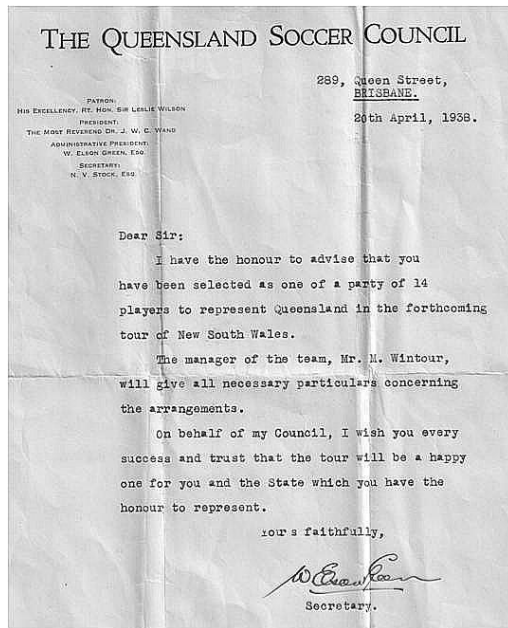 THE QUEENSLAND SOCCER COUNCIL
289, Queen Street,
BRISBANE.
20th April, 1938.
PATRON:
HIS EXCELLENCY, RT. HON. SIR LESLIE WILSON
PRESIDENT:
THE MOST REVEREND DR. J. W. C. WAND
ADMINISTRATIVE PRESIDENT:
W. ELSON GREEN, ESQ.
SECRETARY:
N. V. STOCK, ESQ.
Dear Sir:
I have the honour to advise that you
have been selected as one of a party of 14
players to represent Queensland in the forthcoming
tour of New South Wales.
The manager of the team, Mr. M. Wintour,
will give all necessary particulars concerning
the arrangements.
On behalf of my Council, I wish you every
success and trust that the tour will be a happy
one for you and the State which you have the
honour to represent.
Yours faithfully,
W Elson Green
Secretary.